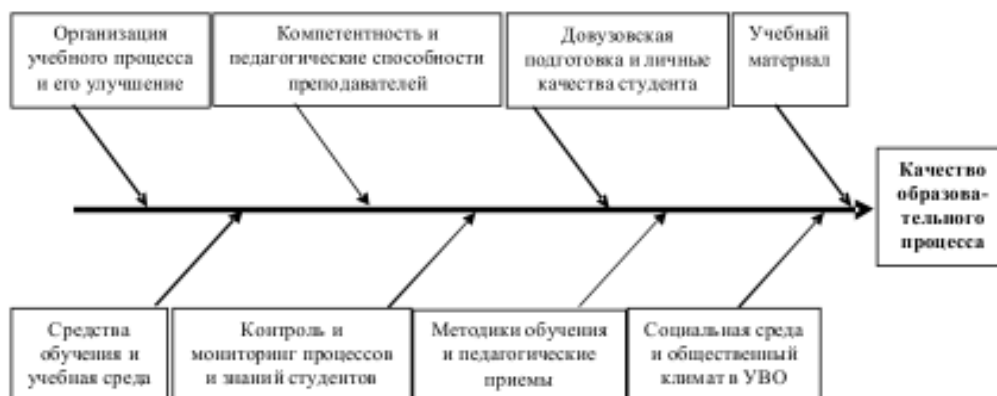 Организация
учебного процесса
и его улучшение
Компетентность и
педагогические способности
преподавателей
Довузовская
подготовка и личные
качества студента
Учебный
материал
Качество
образова-
тельного
процесса
Средства
обучения и
учебная среда
Контроль и
мониторинг процессов
и знаний студентов
Методики обучения
и педагогические
приемы
Социальная среда
и общественный
климат в УВО